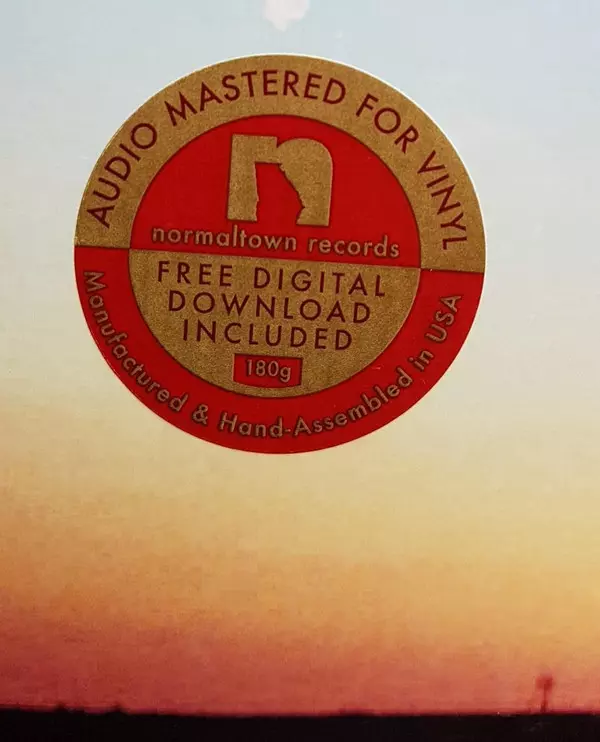 AUDIO MASTERED FOR VINYL
n
normaltown records
FREE DIGITAL
DOWNLOAD
INCLUDED
180g
Manufactured & Hand-Assembled in USA